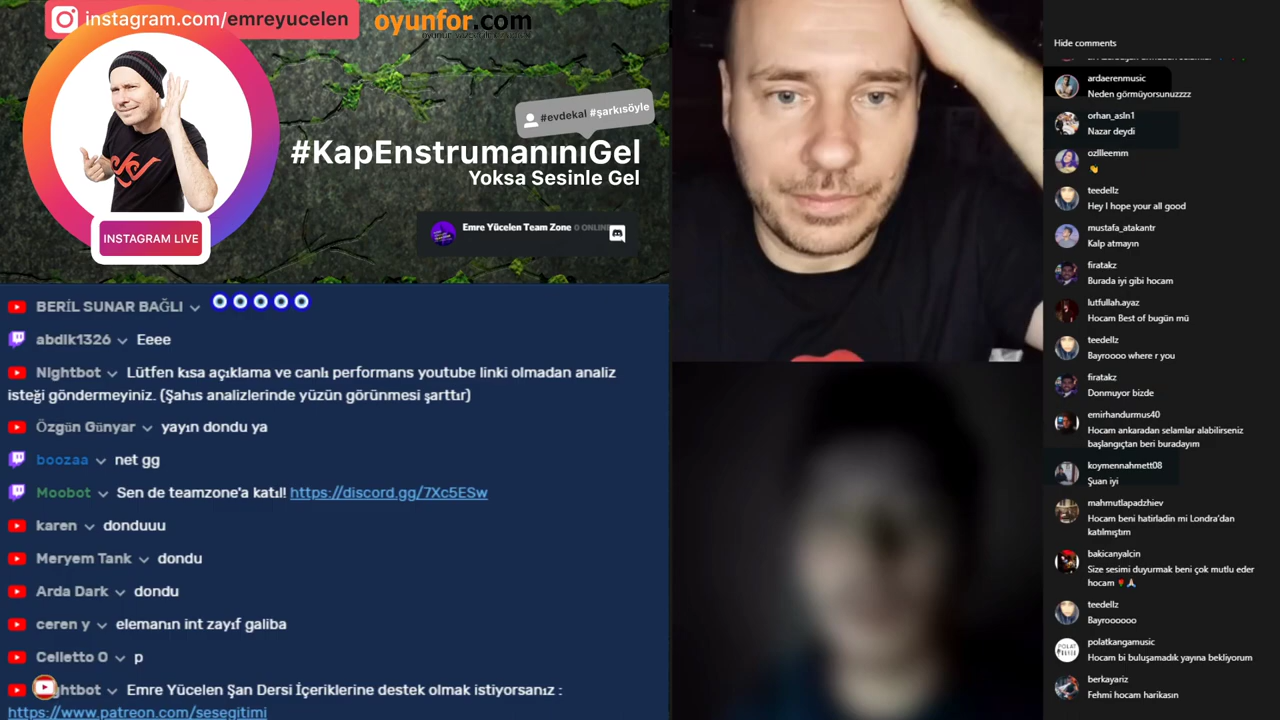 instagram.com/emreyucelen
oyunfor.com
#evdekal #şarkısöyle
#KapEnstrumanınıGel
Yoksa Sesinle Gel
Emre Yücelen Team Zone 0 ONLINE
INSTAGRAM LIVE
BERİL SUNAR BAĞLI
abdlk1326 Eeee
Nightbot Lütfen kısa açıklama ve canlı performans youtube linki olmadan analiz
isteği göndermeyiniz. (Şahıs analizlerinde yüzün görünmesi şarttır)
Özgün Günyar yayın dondu ya
boozaa net gg
Moobot Sen de teamzone'a katıl! https://discord.gg/7Xc5ESw
karen donduuu
Meryem Tank dondu
Arda Dark dondu
ceren y elemanın int zayıf galiba
Celletto O p
ghtbot Emre Yücelen Şan Dersi İçeriklerine destek olmak istiyorsanız :
https://www.patreon.com/sesegitimi
Hide comments
ardaerenmusic
Neden görmüyorsunuzzzz
orhan_asln1
Nazar deydi
ozllleemm
👏
teedellz
Hey I hope your all good
mustafa_atakantr
Kalp atmayın
firatakz
Burada iyi gibi hocam
lutfullah.ayaz
Hocam Best of bugün mü
teedellz
Bayroooo where r you
firatakz
Donmuyor bizde
emirhandurmus40
Hocam ankaradan selamlar alabilirseniz
başlangıçtan beri buradayım
koymennahmett08
Şuan iyi
mahmutlapadzhiev
Hocam beni hatirladin mi Londra'dan
katılmıştım
bakicanyalcin
Size sesimi duyurmak beni çok mutlu eder
hocam 🌹🙏
teedellz
Bayroooooo
polatkangamusic
Hocam bi buluşamadık yayına bekliyorum
berkayariz
Fehmi hocam harikasın